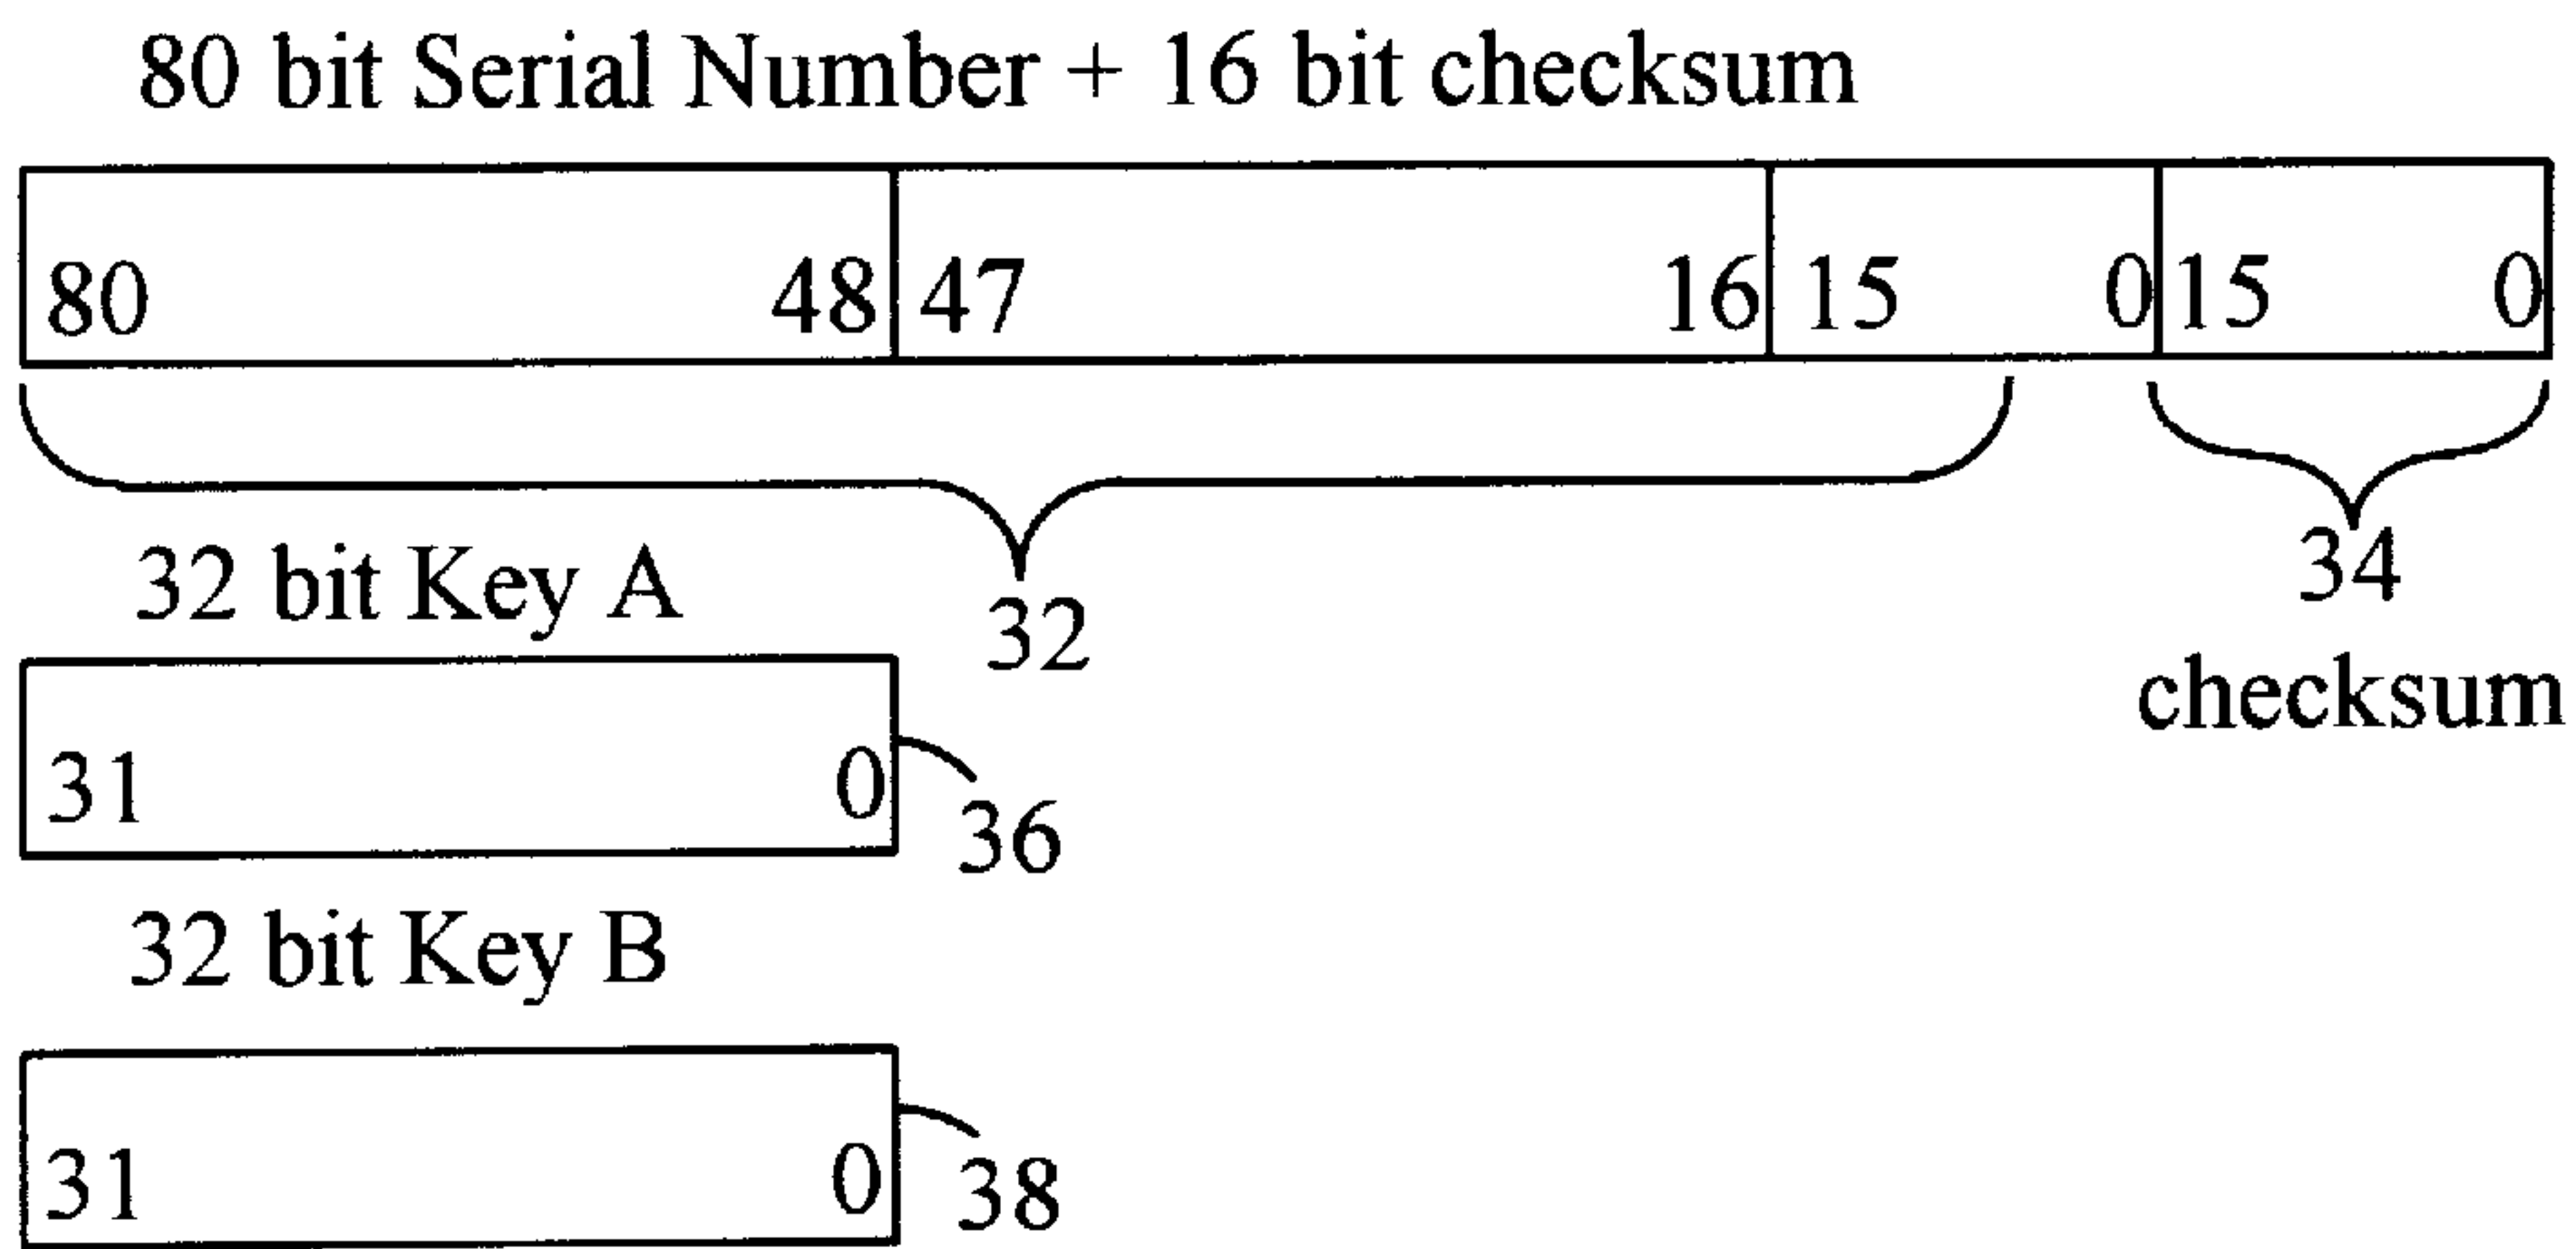 80 bit Serial Number + 16 bit checksum
80 48 47 16 15 0 15 0
32 bit Key A
32
34
checksum
31 0
36
32 bit Key B
31 0
38